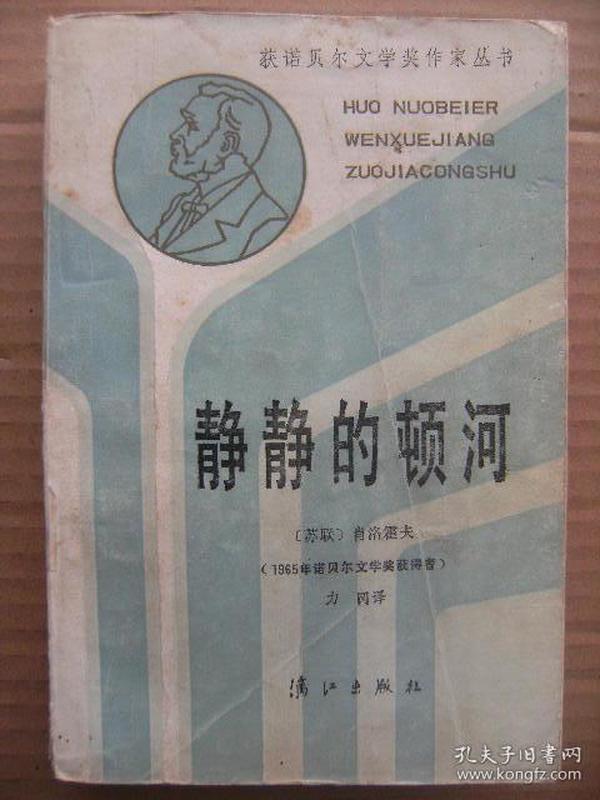 获诺贝尔文学奖作家丛书
HUO NUOBEIER
WENXUEJIANG
ZUOJIACONGSHU
静静的顿河
〔苏联〕肖洛霍夫
(1965年诺贝尔文学奖获得者)
力冈译
漓江出版社
孔夫子旧书网
www.kongfz.com